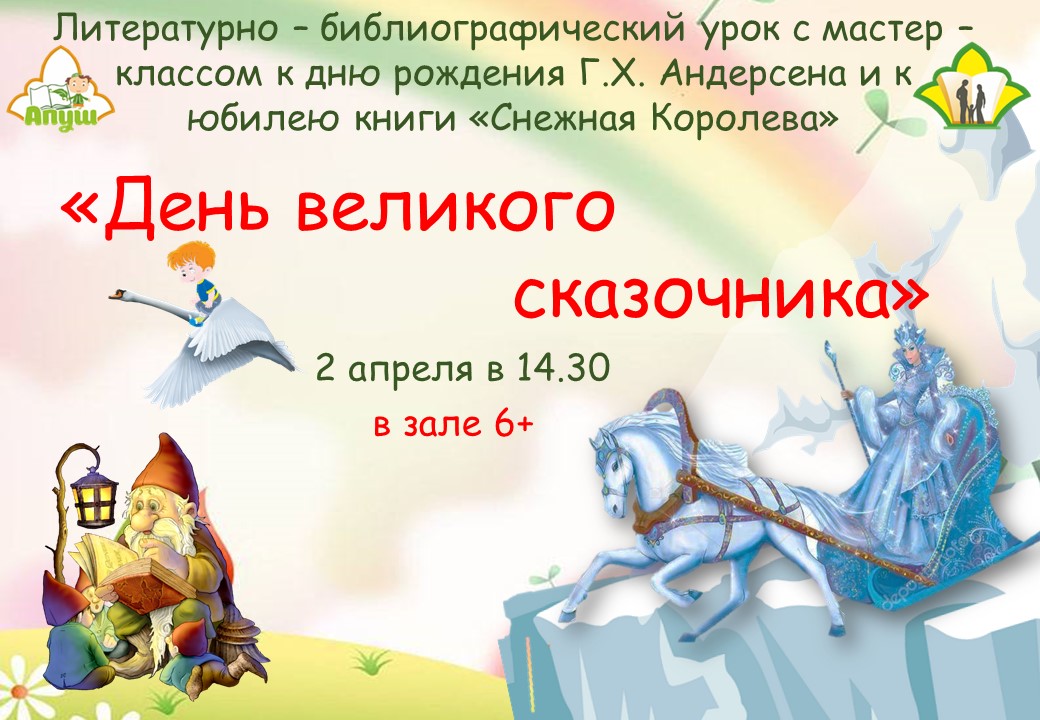 Литературно – библиографический урок с мастер –
классом к дню рождения Г.Х. Андерсена и к
юбилею книги «Снежная Королева»
Апуш
«День великого
сказочника»
2 апреля в 14.30
в зале 6+